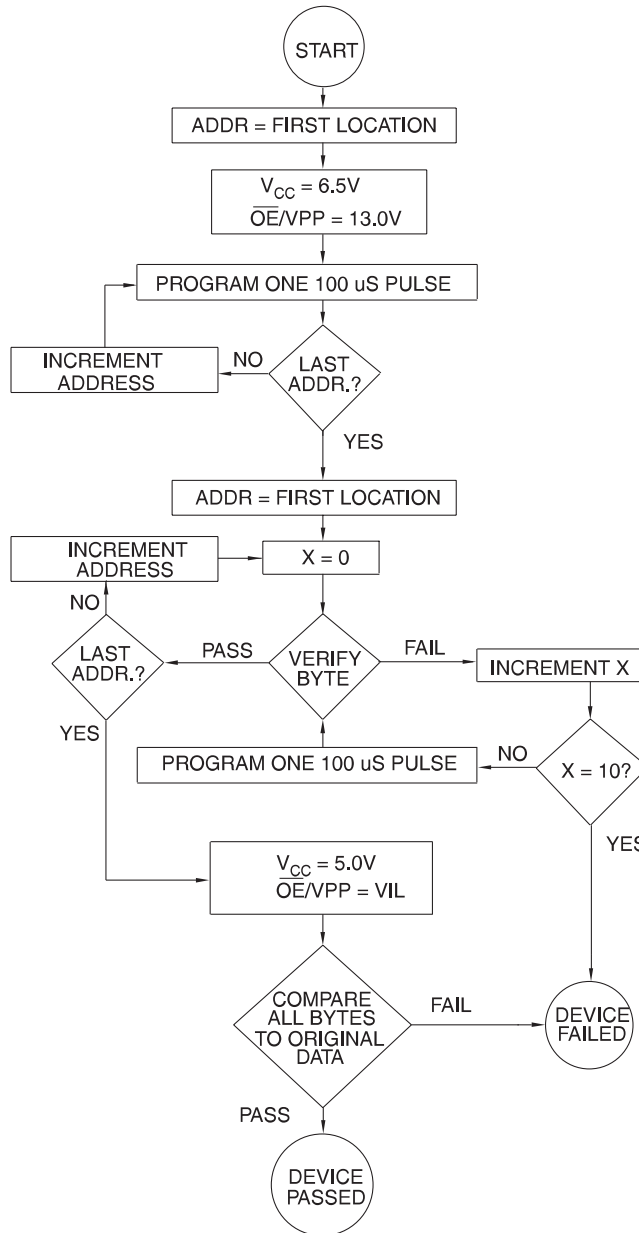 START
ADDR = FIRST LOCATION
VCC = 6.5V
OE/VPP = 13.0V
PROGRAM ONE 100 uS PULSE
INCREMENT
ADDRESS
NO
LAST
ADDR.?
YES
ADDR = FIRST LOCATION
INCREMENT
ADDRESS
X = 0
NO
LAST
ADDR.?
PASS
VERIFY
BYTE
FAIL
INCREMENT X
YES
PROGRAM ONE 100 uS PULSE
NO
X = 10?
YES
VCC = 5.0V
OE/VPP = VIL
COMPARE
ALL BYTES
TO ORIGINAL
DATA
FAIL
DEVICE
FAILED
PASS
DEVICE
PASSED